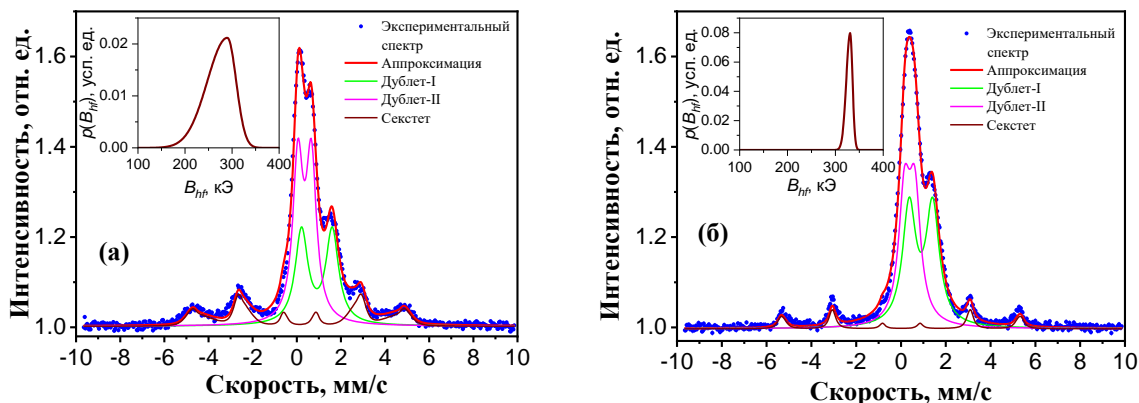 Интенсивность, отн. ед.
1.6
1.4
1.2
1.0
-10 -8 -6 -4 -2 0 2 4 6 8 10
Скорость, мм/с
(а)
p(Bhf), усл. ед.
0.02
0.01
0.00
100 200 300 400
Bhf, кЭ
Экспериментальный
спектр
Аппроксимация
Дублет-I
Дублет-II
Секстет
Интенсивность, отн. ед.
1.6
1.4
1.2
1.0
-10 -8 -6 -4 -2 0 2 4 6 8 10
Скорость, мм/с
(б)
p(Bhf), усл. ед.
0.08
0.06
0.04
0.02
0.00
100 200 300 400
Bhf, кЭ
Экспериментальный
спектр
Аппроксимация
Дублет-I
Дублет-II
Секстет